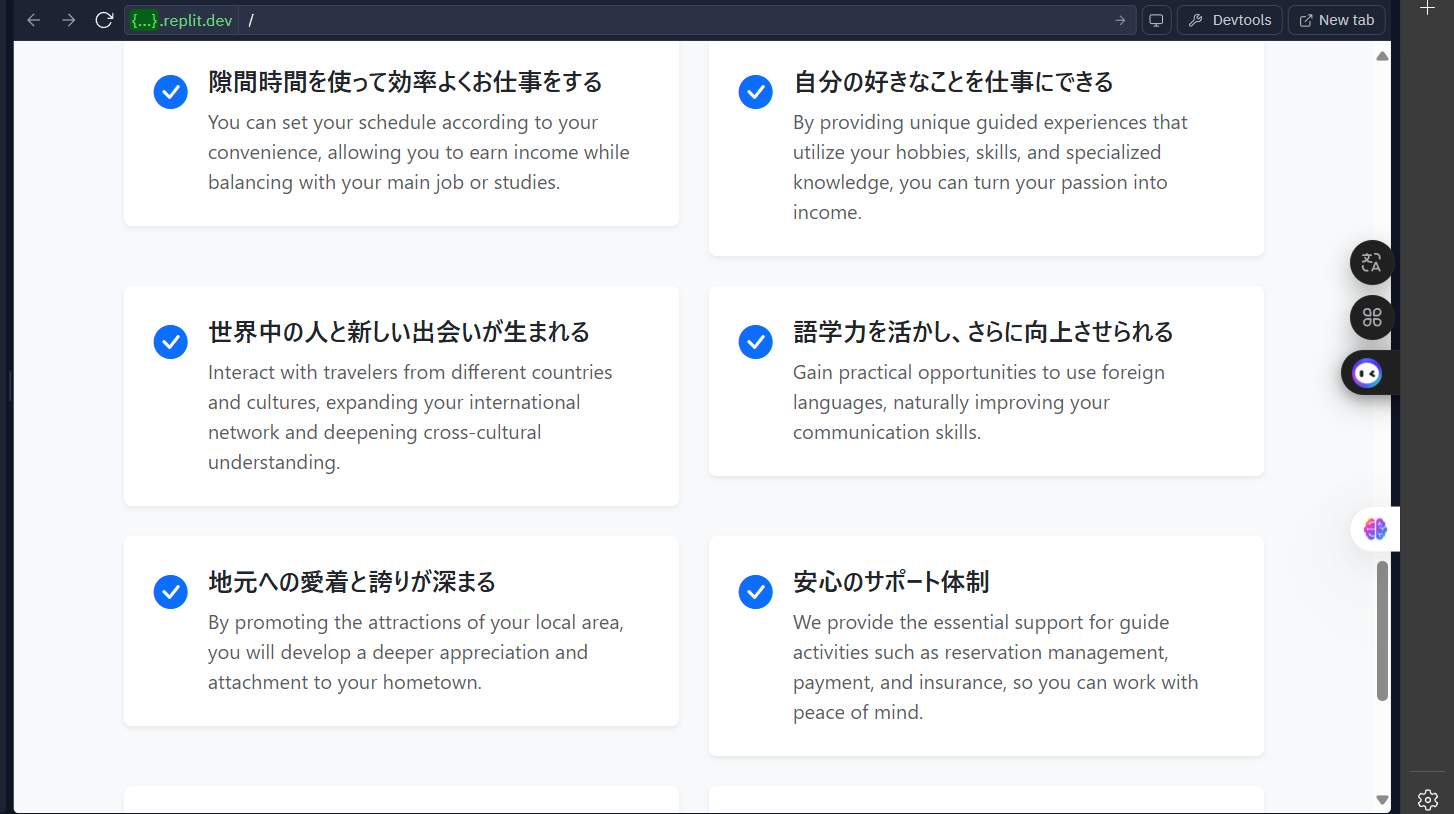 {...}.replit.dev /
Devtools
New tab
隙間時間を使って効率よくお仕事をする
You can set your schedule according to your
convenience, allowing you to earn income while
balancing with your main job or studies.
自分の好きなことを仕事にできる
By providing unique guided experiences that
utilize your hobbies, skills, and specialized
knowledge, you can turn your passion into
income.
世界中の人と新しい出会いが生まれる
Interact with travelers from different countries
and cultures, expanding your international
network and deepening cross-cultural
understanding.
語学力を活かし、さらに向上させられる
Gain practical opportunities to use foreign
languages, naturally improving your
communication skills.
地元への愛着と誇りが深まる
By promoting the attractions of your local area,
you will develop a deeper appreciation and
attachment to your hometown.
安心のサポート体制
We provide the essential support for guide
activities such as reservation management,
payment, and insurance, so you can work with
peace of mind.